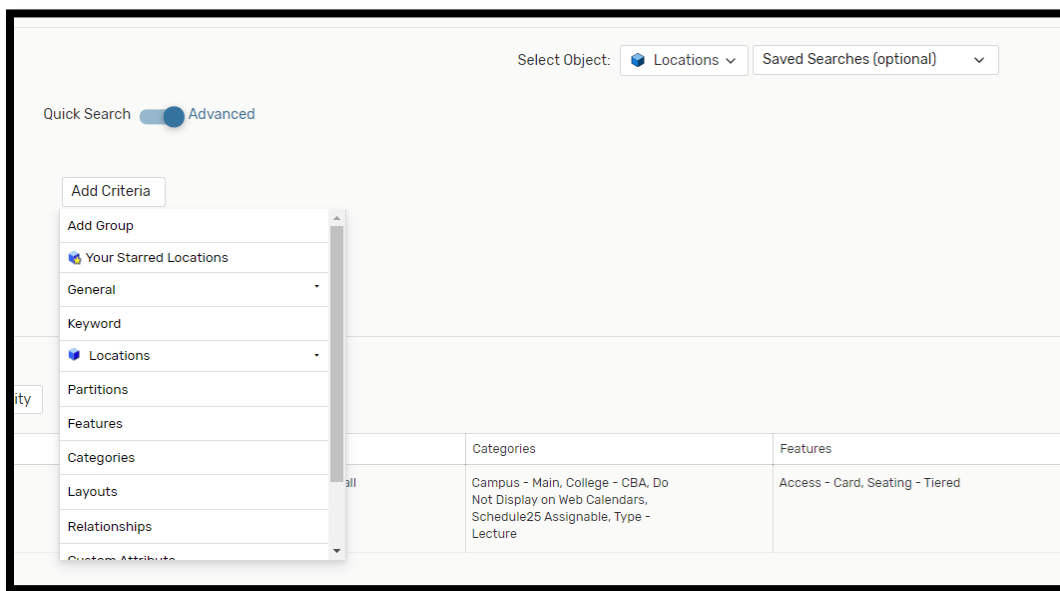 Select Object: Locations Saved Searches (optional)
Quick Search Advanced
Add Criteria
Add Group
Your Starred Locations
General
Keyword
Locations
Partitions
Features
Categories
Layouts
Relationships
Custom Attribute
ity
Categories Features
all
Campus - Main, College - CBA, Do
Not Display on Web Calendars,
Schedule25 Assignable, Type -
Lecture
Access - Card, Seating - Tiered